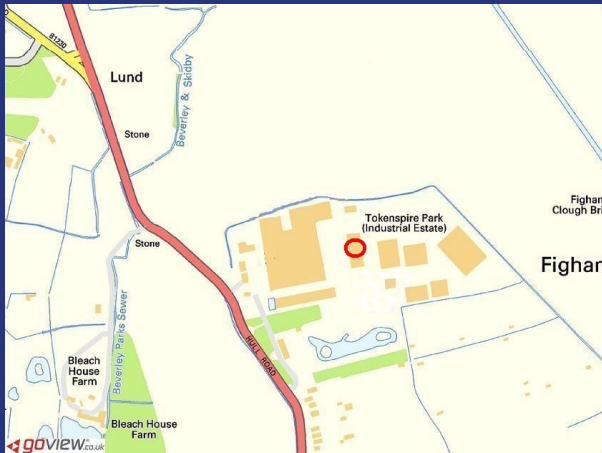 B1230
Lund
Beverley & Skidby
Stone
Tokenspire Park
(Industrial Estate)
Figham
Clough Bri
Figham
Stone
Beverley Parks Sewer
HULL ROAD
Bleach
House
Farm
Bleach House
Farm
goview.co.uk